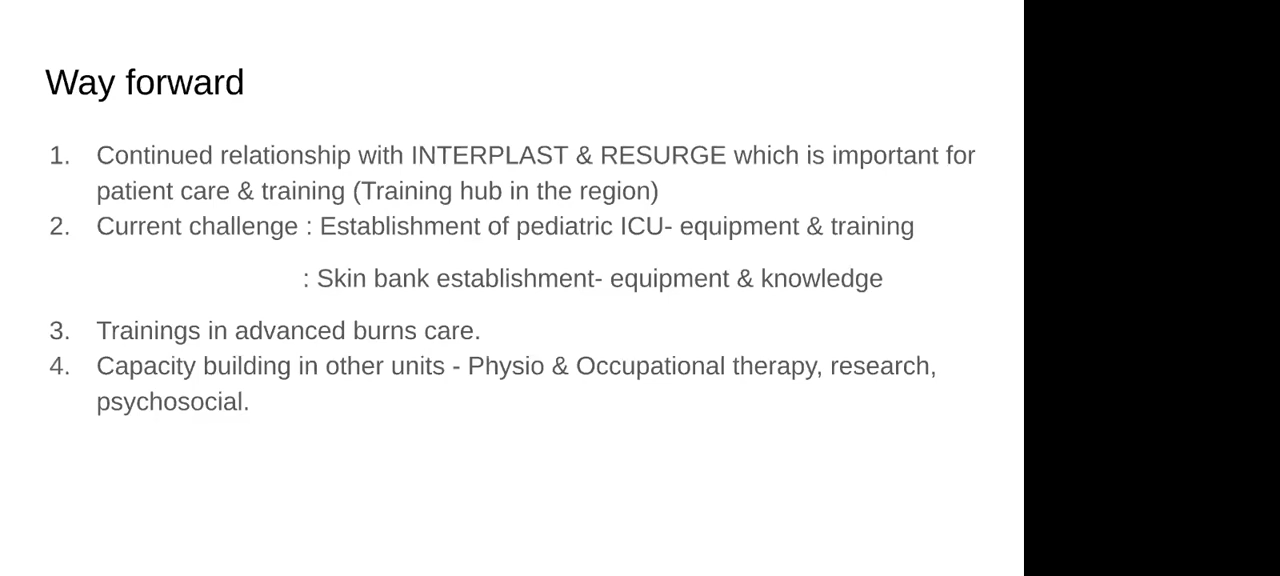 Way forward
1. Continued relationship with INTERPLAST & RESURGE which is important for
patient care & training (Training hub in the region)
2. Current challenge : Establishment of pediatric ICU- equipment & training
: Skin bank establishment- equipment & knowledge
3. Trainings in advanced burns care.
4. Capacity building in other units - Physio & Occupational therapy, research,
psychosocial.